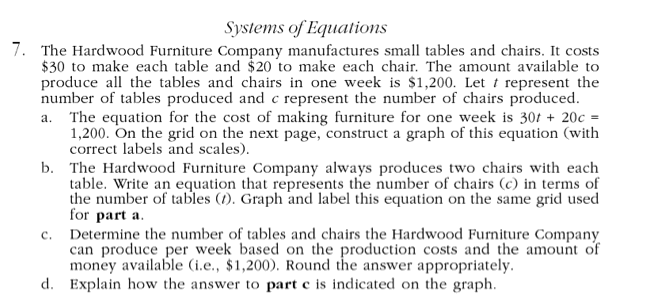 Systems of Equations
7. The Hardwood Furniture Company manufactures small tables and chairs. It costs
$30 to make each table and $20 to make each chair. The amount available to
produce all the tables and chairs in one week is $1,200. Let t represent the
number of tables produced and c represent the number of chairs produced.
a. The equation for the cost of making furniture for one week is 30t + 20c =
1,200. On the grid on the next page, construct a graph of this equation (with
correct labels and scales).
b. The Hardwood Furniture Company always produces two chairs with each
table. Write an equation that represents the number of chairs (c) in terms of
the number of tables (t). Graph and label this equation on the same grid used
for part a.
c. Determine the number of tables and chairs the Hardwood Furniture Company
can produce per week based on the production costs and the amount of
money available (i.e., $1,200). Round the answer appropriately.
d. Explain how the answer to part c is indicated on the graph.